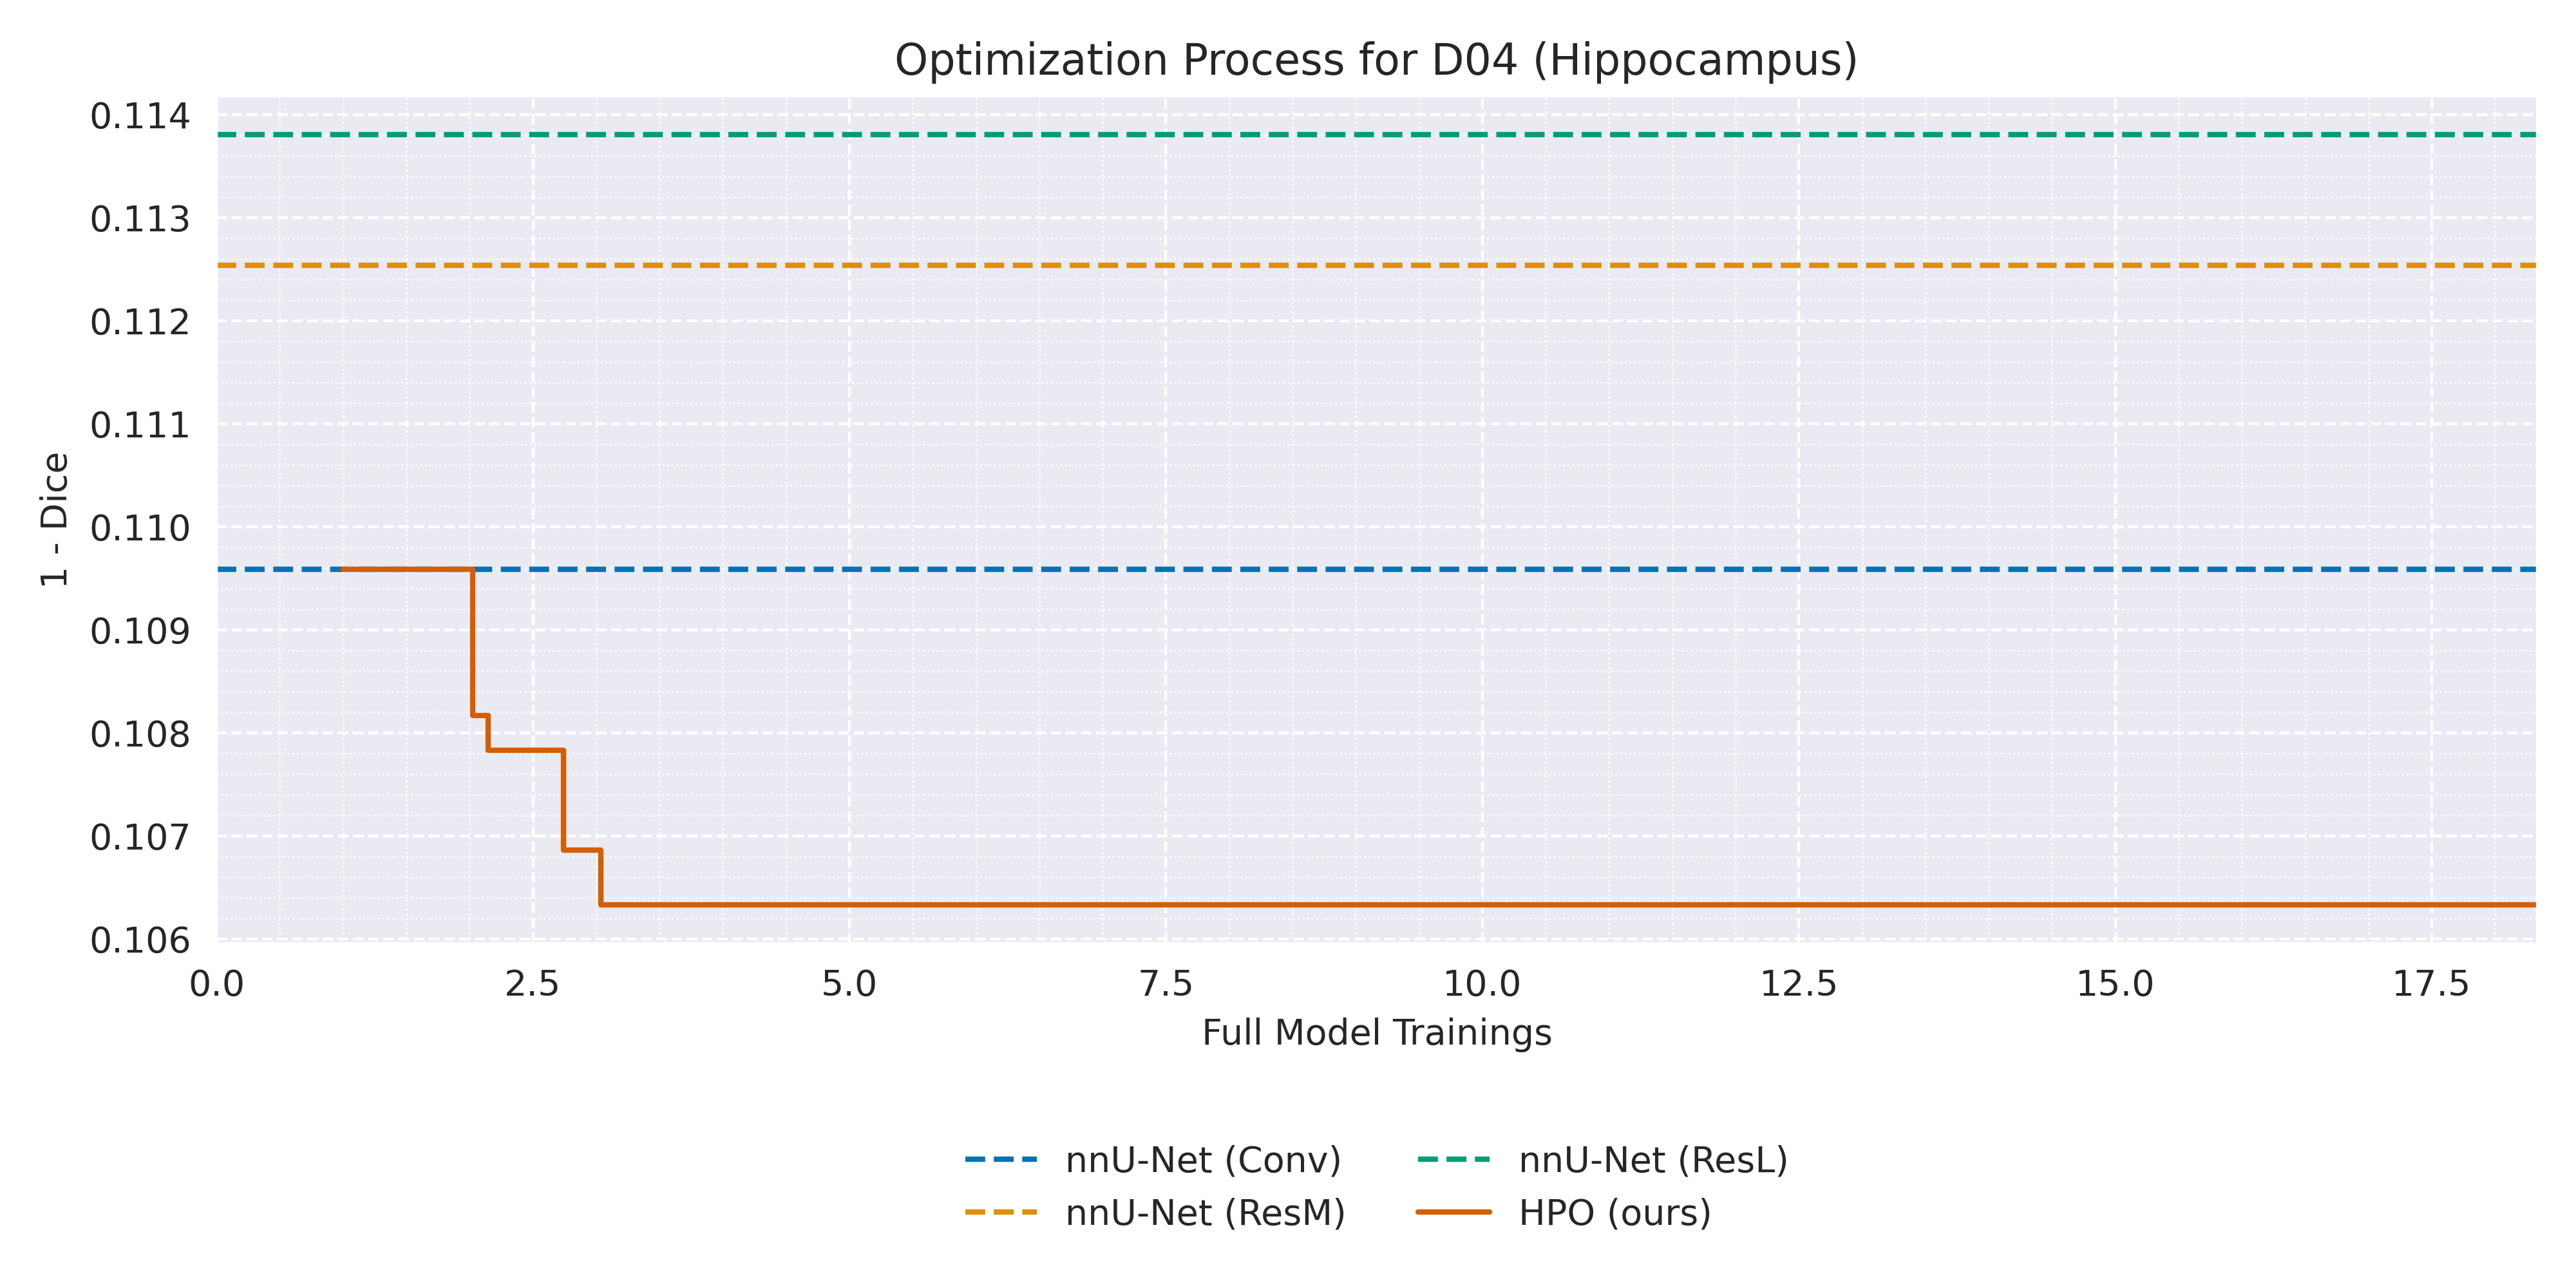 Optimization Process for D04 (Hippocampus)
0.114
0.113
0.112
0.111
0.110
0.109
0.108
0.107
0.106
1 - Dice
0.0 2.5 5.0 7.5 10.0 12.5 15.0 17.5
Full Model Trainings
nnU-Net (Conv) nnU-Net (ResL)
nnU-Net (ResM) HPO (ours)